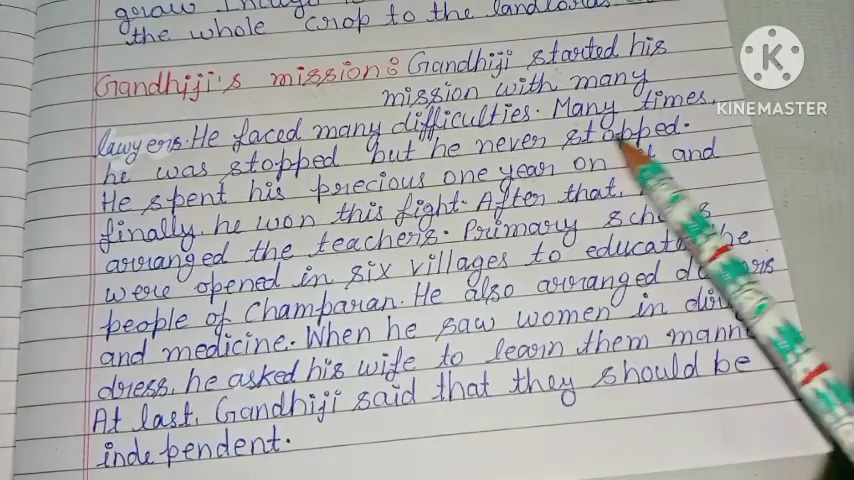 grow Indigo
the whole crop to the landlords
Gandhiji's mission: Gandhiji started his
mission with many
lawyers. He faced many difficulties. Many times,
he was stopped but he never stopped.
He spent his precious one year on and
finally, he won this fight. After that,
arranged the teachers. Primary
were opened in six villages to educate
people of Champaran. He also arranged
and medicine. When he saw women in
dress, he asked his wife to learn them
At last, Gandhiji said that they should be
independent.
KINEMASTER